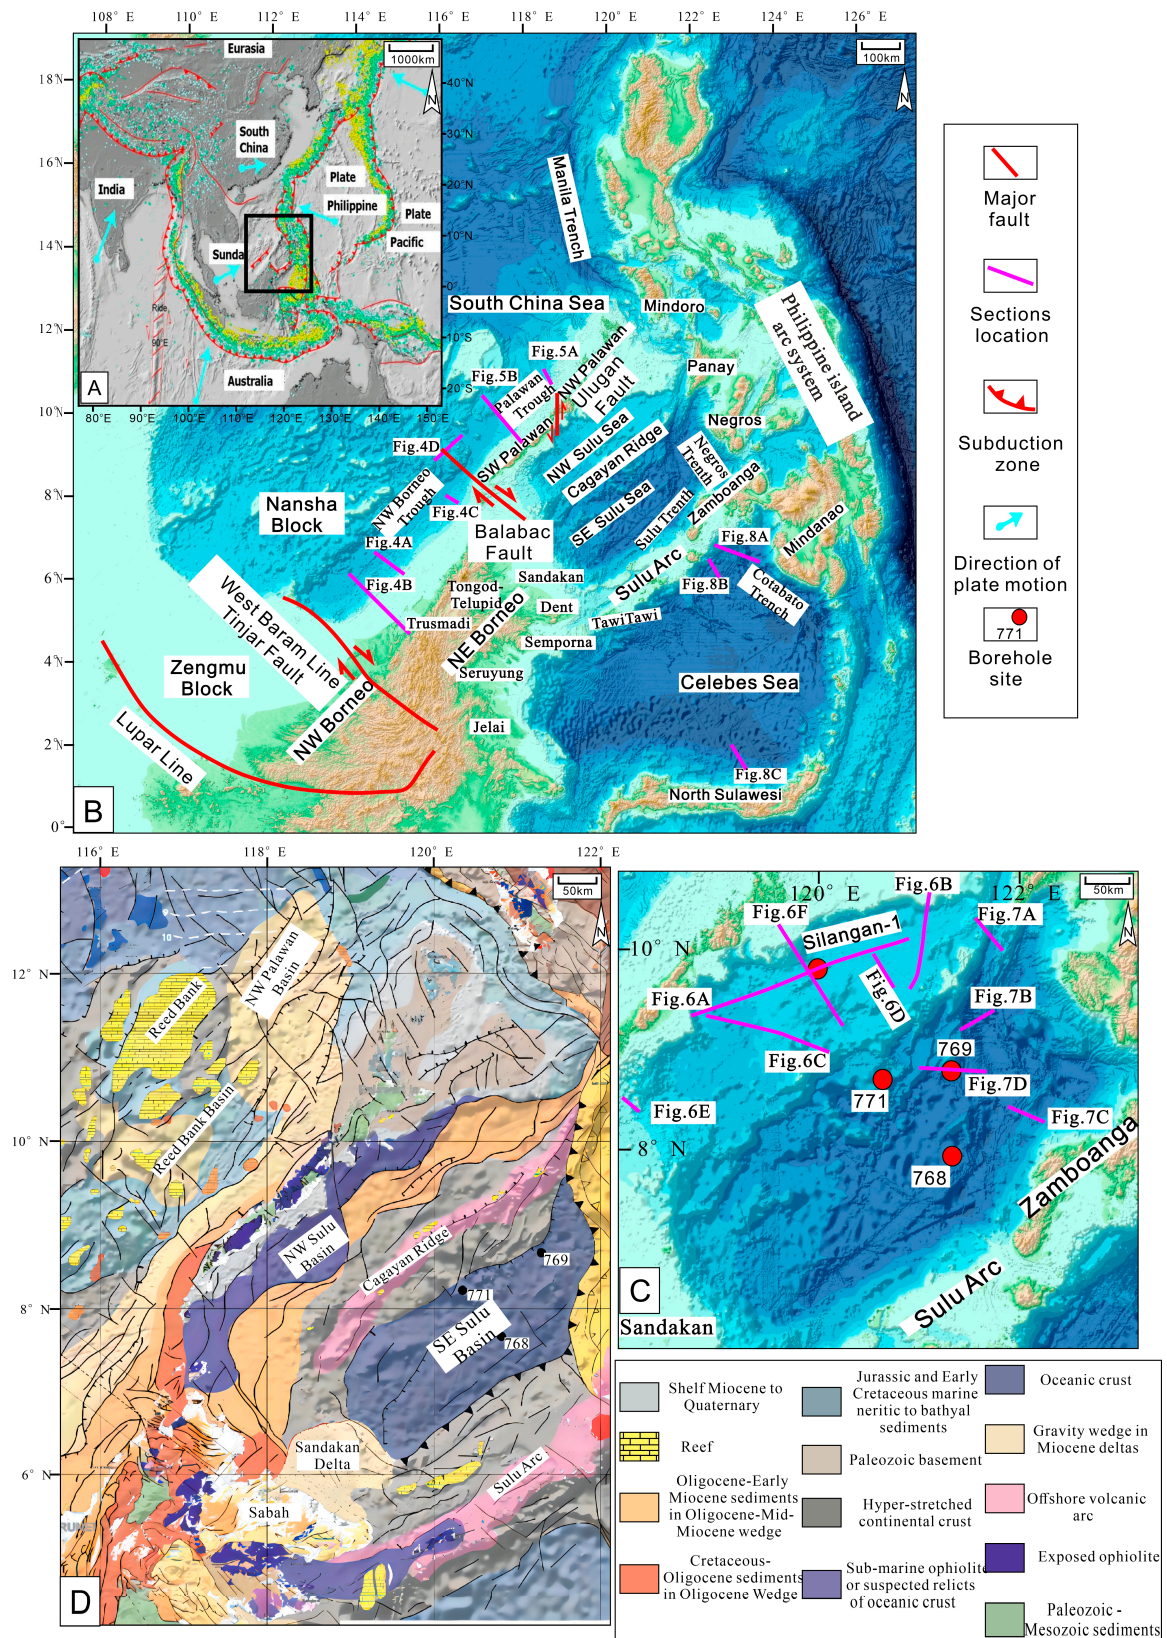 108° E
110° E
112° E
114° E
116° E
118° E
120° E
122° E
124° E
126° E
18°N
16°N
14°N
12°N
10°N
8°N
6°N
4°N
2°N
0°
Eurasia
1000km
N
40°N
30°N
20°N
10°N
0°
10°S
20°S
South
China
India
Plate
Philippine
Plate
Pacific
Sunda
Ride
90°E
Australia
A
80°E
90°E
100°E
110°E
120°E
130°E
140°E
150°E
100km
N
Manila Trench
South China Sea
Mindoro
Philippine island
arc system
Fig.5A
NW Palawan
Ulugan
Fault
Panay
Fig.5B
Palawan
Trough
Negros
Fig.4D
SW Palawan
NW Sulu Sea
Cagayan Ridge
Negros
Trenth
Nansha
Block
NW Borneo
Trough
Fig.4C
SE Sulu Sea
Sulu Trenth
Zamboanga
Mindanao
Balabac
Fault
Fig.4A
Fig.8A
Fig.4B
Sandakan
Sulu Arc
Fig.8B
Cotabato
Trench
West Baram Line
Tinjar Fault
Tongod-
Telupid
Dent
TawiTawi
Trusmadi
NE Borneo
Semporna
Zengmu
Block
Seruyung
Celebes Sea
NW Borneo
Lupar Line
Jelai
Fig.8C
North Sulawesi
B
Major
fault
Sections
location
Subduction
zone
Direction of
plate motion
771
Borehole
site
116° E
118° E
120° E
122° E
12° N
10° N
8° N
6° N
50km
N
10
Reed Bank
NW Palawan
Basin
Reed Bank Basin
NW Sulu
Basin
Cagayan Ridge
769
771
SE Sulu
Basin
768
Sandakan
Delta
Sulu Arc
Sabah
D
120° E
122° E
50km
N
10° N
8° N
Fig.6B
Fig.6F
Silangan-1
Fig.7A
Fig.6A
Fig.6D
Fig.7B
Fig.6C
769
771
Fig.7D
Fig.6E
Fig.7C
768
Zamboanga
C
Sulu Arc
Sandakan
Shelf Miocene to
Quaternary
Reef
Oligocene-Early
Miocene sediments
in Oligocene-Mid-
Miocene wedge
Cretaceous-
Oligocene sediments
in Oligocene Wedge
Jurassic and Early
Cretaceous marine
neritic to bathyal
sediments
Paleozoic basement
Hyper-stretched
continental crust
Sub-marine ophiolite
or suspected relicts
of oceanic crust
Oceanic crust
Gravity wedge in
Miocene deltas
Offshore volcanic
arc
Exposed ophiolite
Paleozoic -
Mesozoic sediments